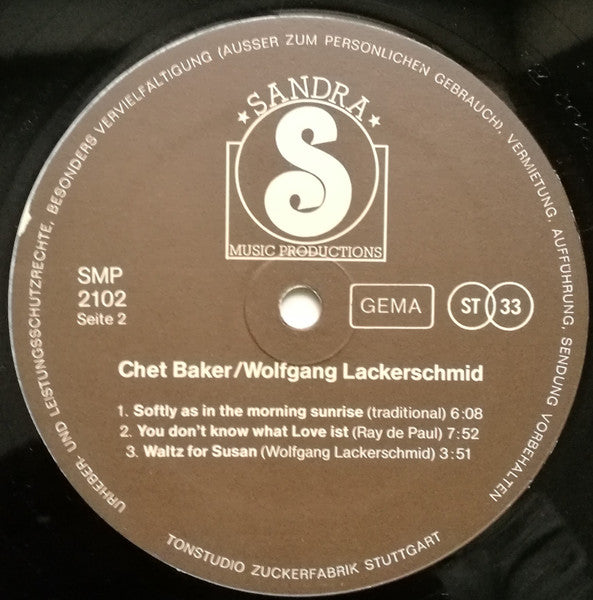 URHEBER- UND LEISTUNGSSCHUTZRECHTE, BESONDERS VERVIELFÄLTIGUNG (AUSSER ZUM PERSONLICHEN GEBRAUCH), VERMIETUNG, AUFFÜHRUNG, SENDUNG VORBEHALTEN
SANDRA
S
MUSIC PRODUCTIONS
SMP
2102
Seite 2
GEMA
ST 33
Chet Baker/Wolfgang Lackerschmid
1. Softly as in the morning sunrise (traditional) 6:08
2. You don't know what Love ist (Ray de Paul) 7:52
3. Waltz for Susan (Wolfgang Lackerschmid) 3:51
TONSTUDIO ZUCKERFABRIK STUTTGART